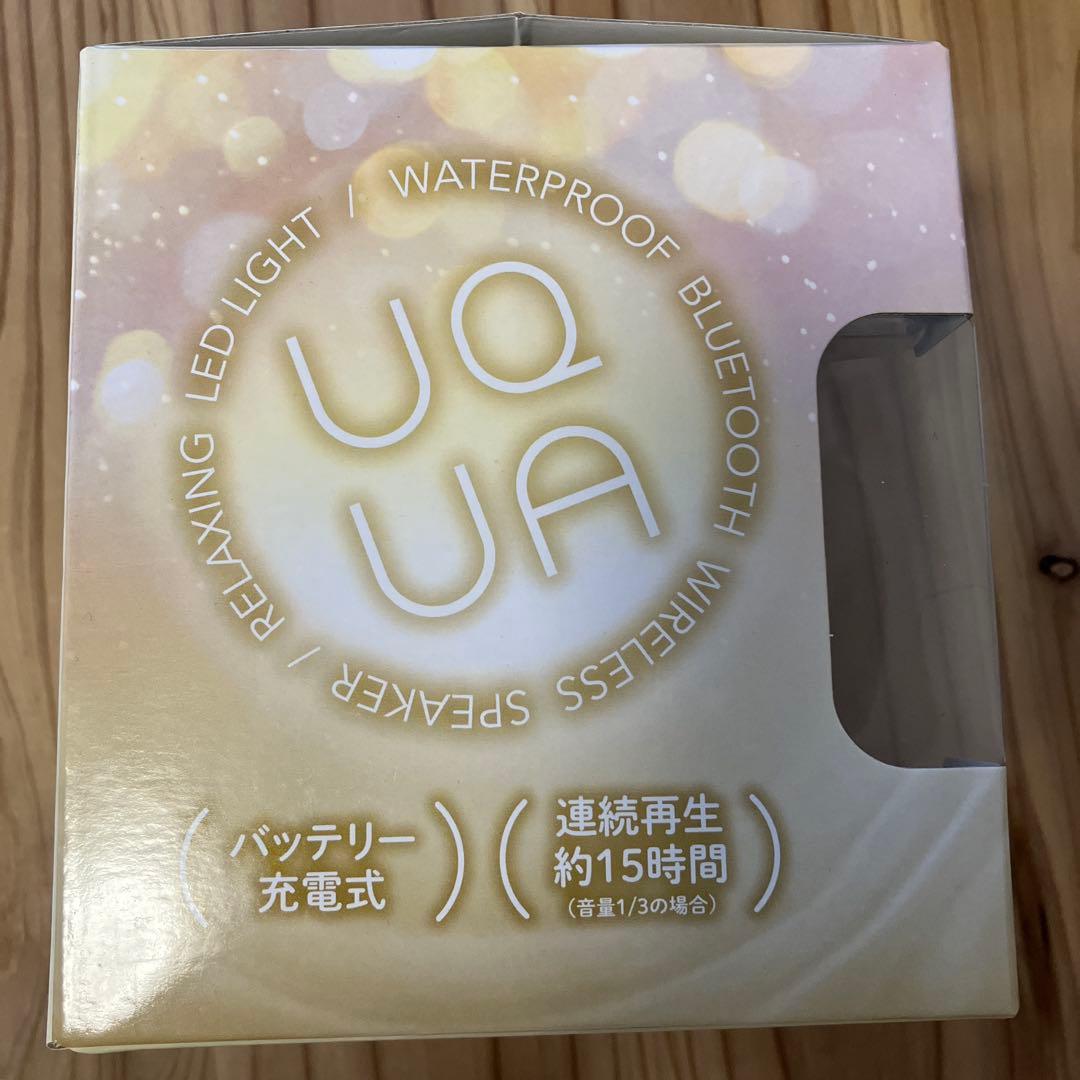 WATERPROOF BLUETOOTH WIRELESS SPEAKER / RELAXING LED LIGHT /
UQ
UA
バッテリー
充電式
連続再生
約15時間
(音量1/3の場合)